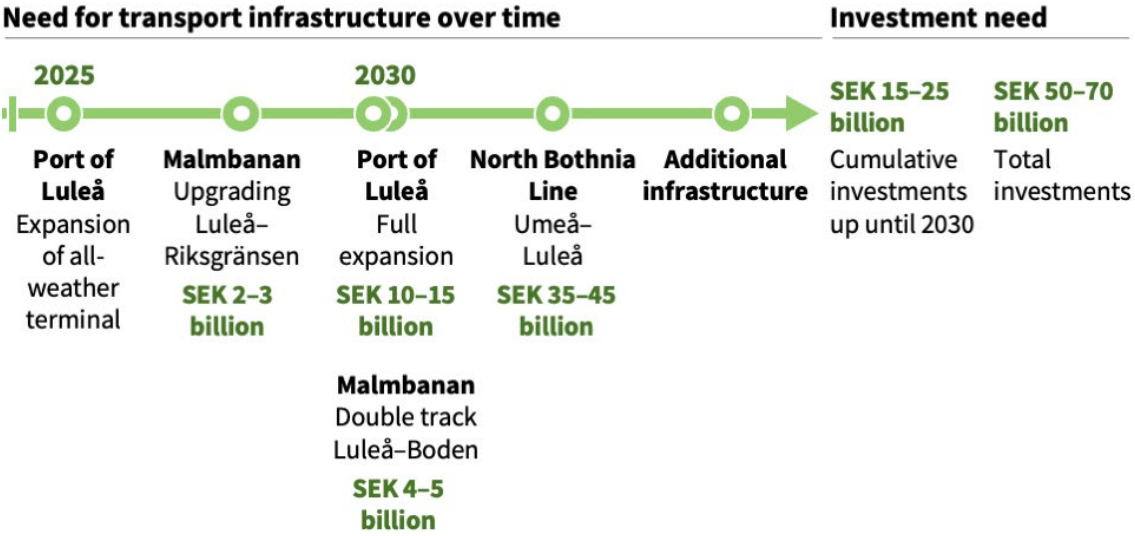 Need for transport infrastructure over time
Investment need
2025
2030
Port of
Luleå
Expansion
of all-
weather
terminal
Malmbanan
Upgrading
Luleå–
Riksgränsen
SEK 2–3
billion
Port of
Luleå
Full
expansion
SEK 10–15
billion
Malmbanan
Double track
Luleå–Boden
SEK 4–5
billion
North Bothnia
Line
Umeå–
Luleå
SEK 35–45
billion
Additional
infrastructure
SEK 15–25
billion
Cumulative
investments
up until 2030
SEK 50–70
billion
Total
investments